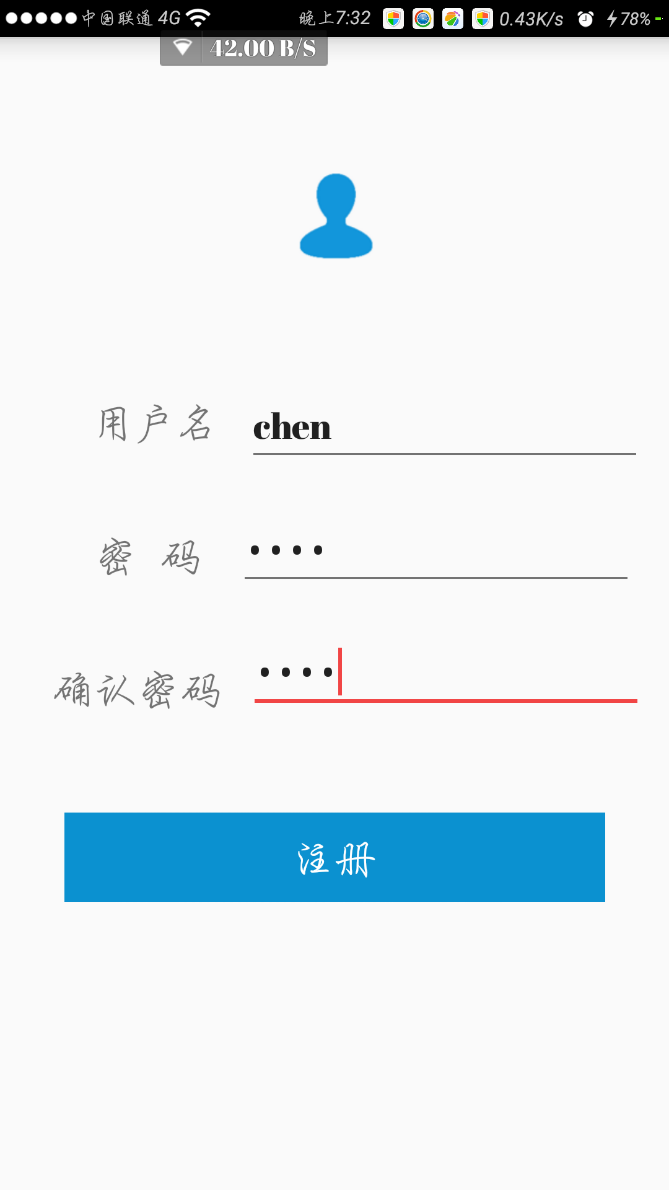 中国联通 4G 晚上7:32 0.43K/s 78%
42.00 B/S
用户名 chen
密 码 ••••
确认密码 ••••
注册